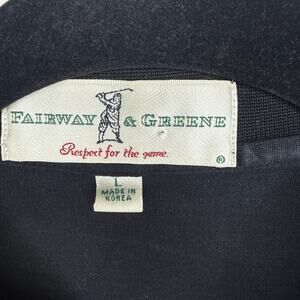 FAIRWAY & GREENE
Respect for the game.
®
L
MADE IN
KOREA